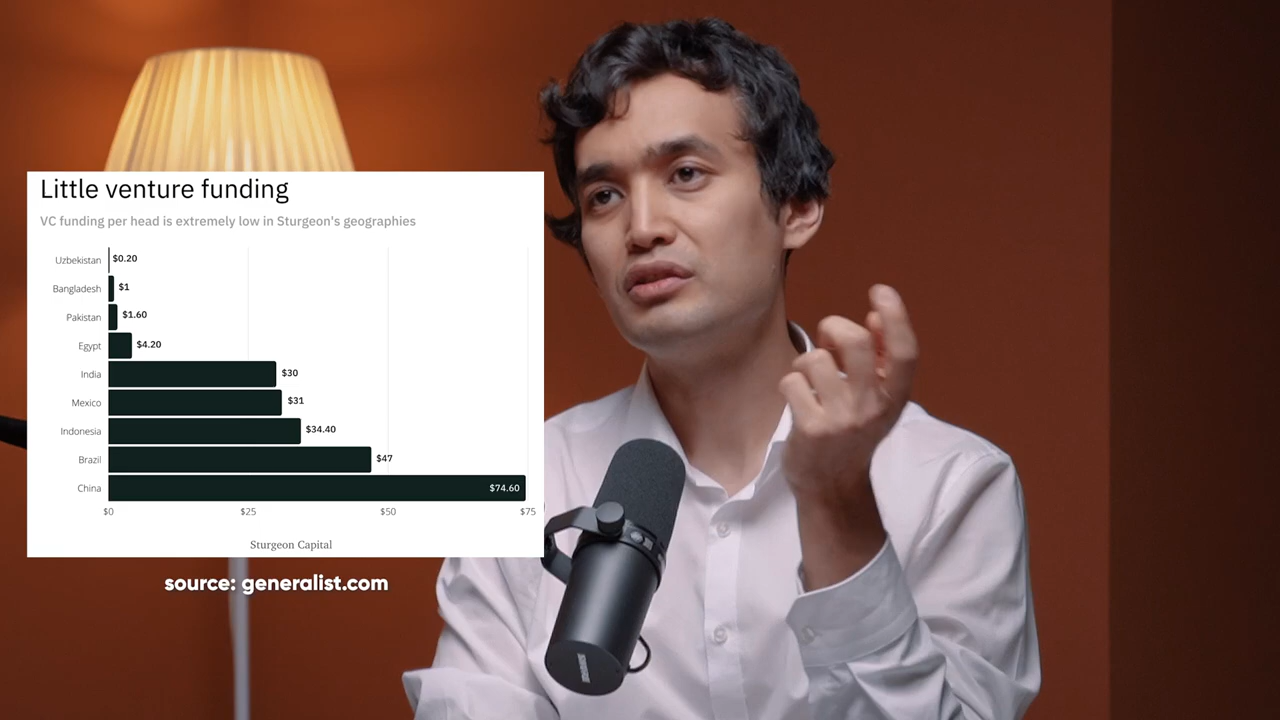 Little venture funding
VC funding per head is extremely low in Sturgeon's geographies
Uzbekistan $0.20
Bangladesh $1
Pakistan $1.60
Egypt $4.20
India $30
Mexico $31
Indonesia $34.40
Brazil $47
China $74.60
$0 $25 $50 $75
Sturgeon Capital
source: generalist.com